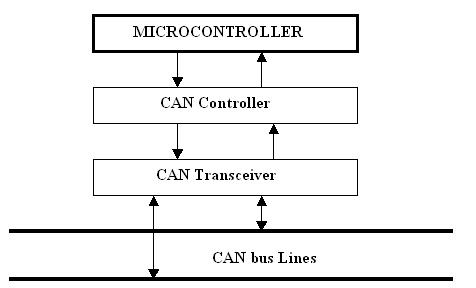 MICROCONTROLLER
CAN Controller
CAN Transceiver
CAN bus Lines